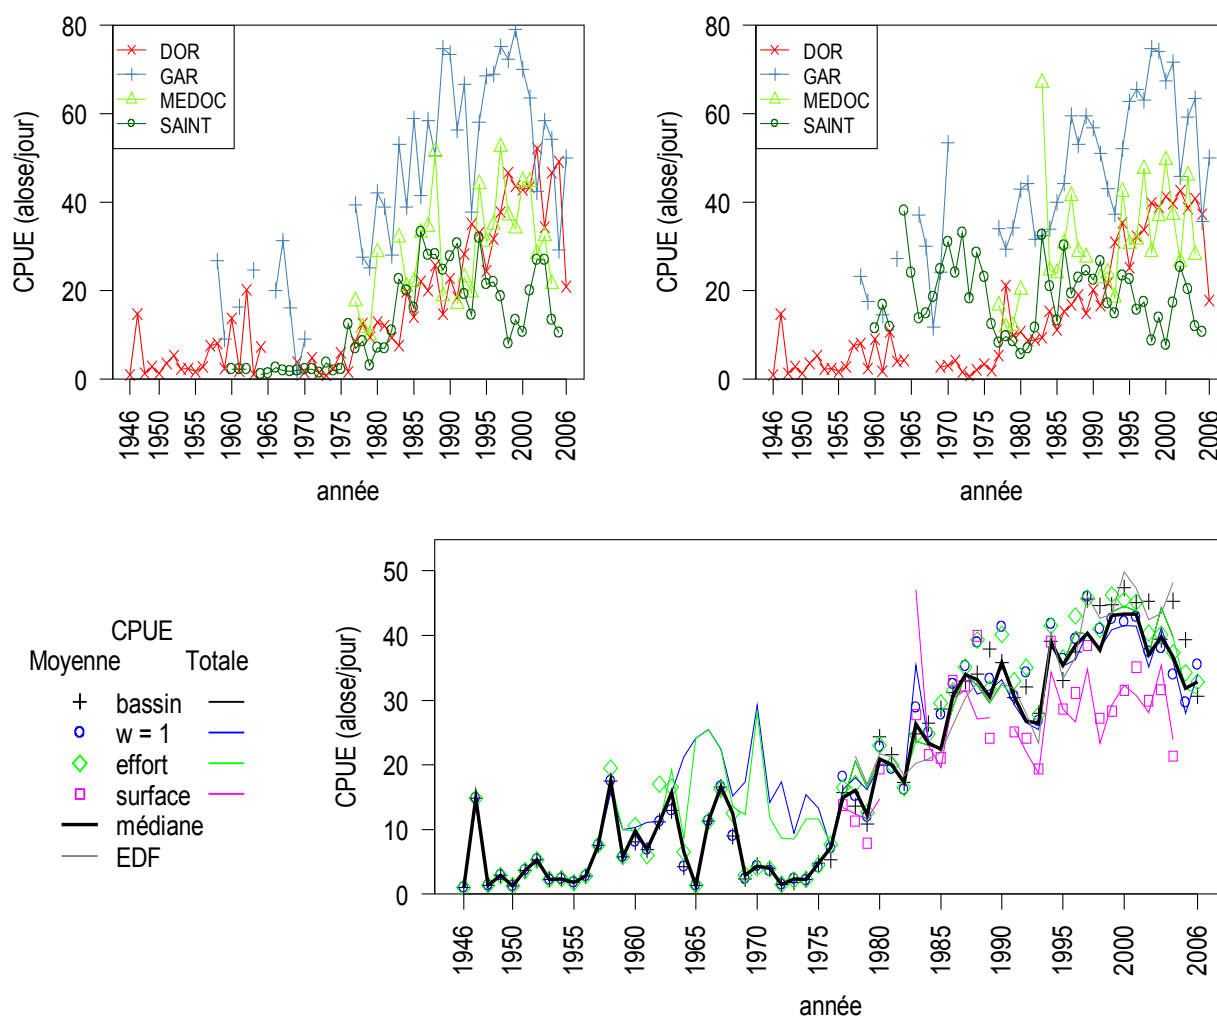 80
60
40
20
0
CPUE (alose/jour)
DOR
GAR
MEDOC
SAINT
1946
1950
1960
1965
1970
1975
1980
1985
1990
1995
2000
2006
année
80
60
40
20
0
CPUE (alose/jour)
DOR
GAR
MEDOC
SAINT
1946
1950
1960
1965
1970
1975
1980
1985
1990
1995
2000
2006
année
CPUE
Moyenne Totale
bassin
w = 1
effort
surface
médiane
EDF
50
40
30
20
10
0
CPUE (alose/jour)
1946
1950
1955
1960
1965
1970
1975
1980
1985
1990
1995
2000
2006
année